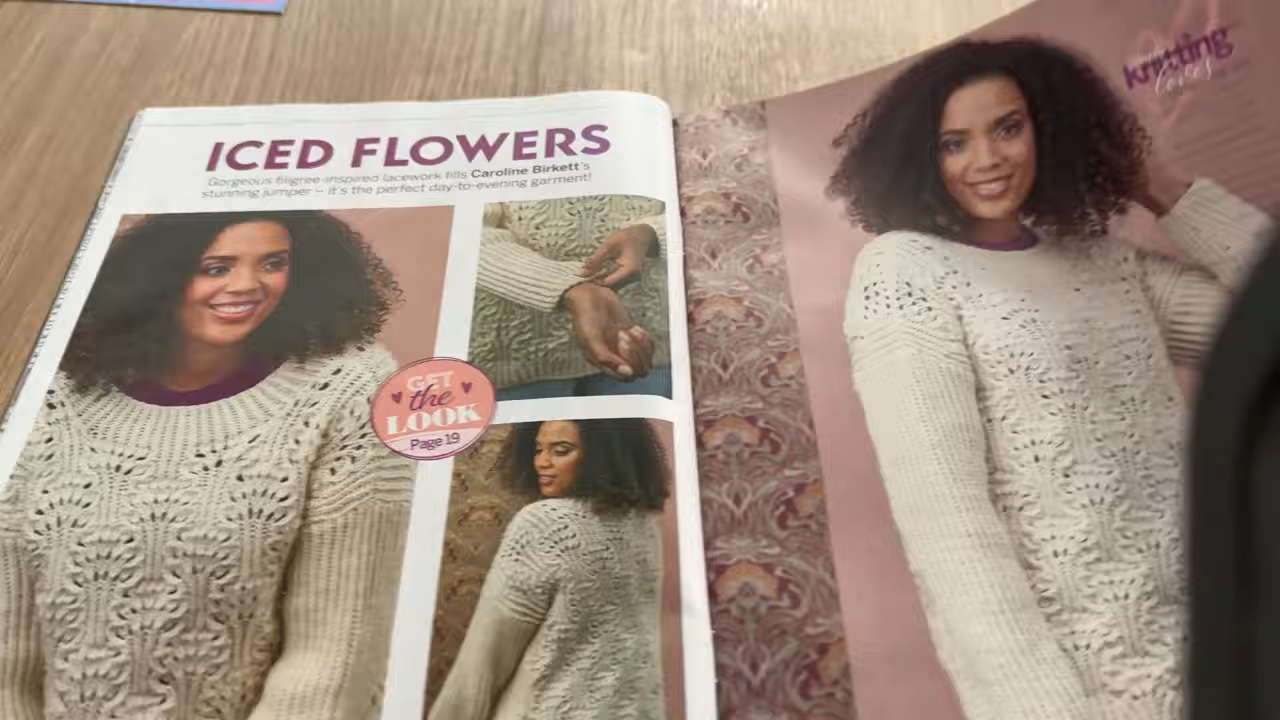 ICED FLOWERS
Gorgeous filigree-inspired lacework fills Caroline Birkett's
stunning jumper – it's the perfect day-to-evening garment!
GET
the
LOOK
Page 19
knitting
loves